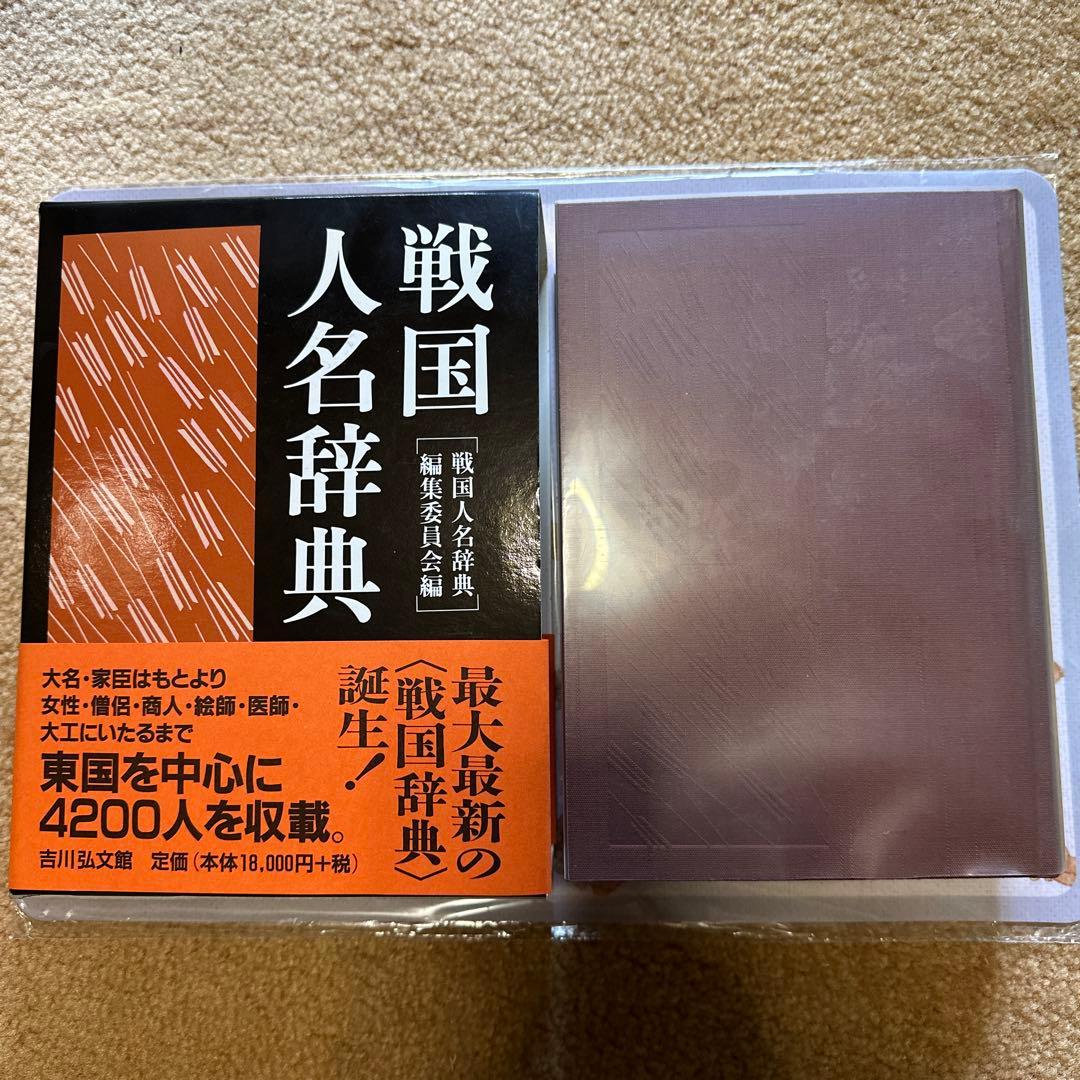 戦国
人名辞典
［戦国人名辞典
編集委員会編］
最大最新の
〈戦国辞典〉
誕生！
大名・家臣はもとより
女性・僧侶・商人・絵師・医師・
大工にいたるまで
東国を中心に
4200人を収載。
吉川弘文館 定価（本体18,000円＋税）